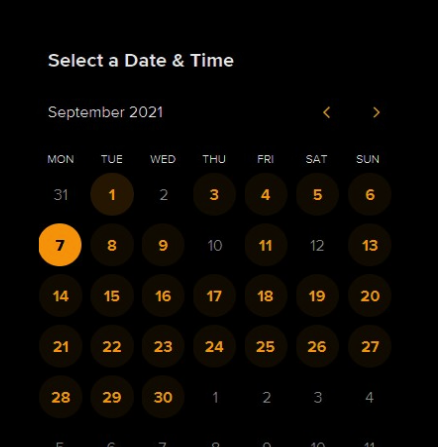 Select a Date & Time
September 2021
MON TUE WED THU FRI SAT SUN
31 1 2 3 4 5 6
7 8 9 10 11 12 13
14 15 16 17 18 19 20
21 22 23 24 25 26 27
28 29 30 1 2 3 4